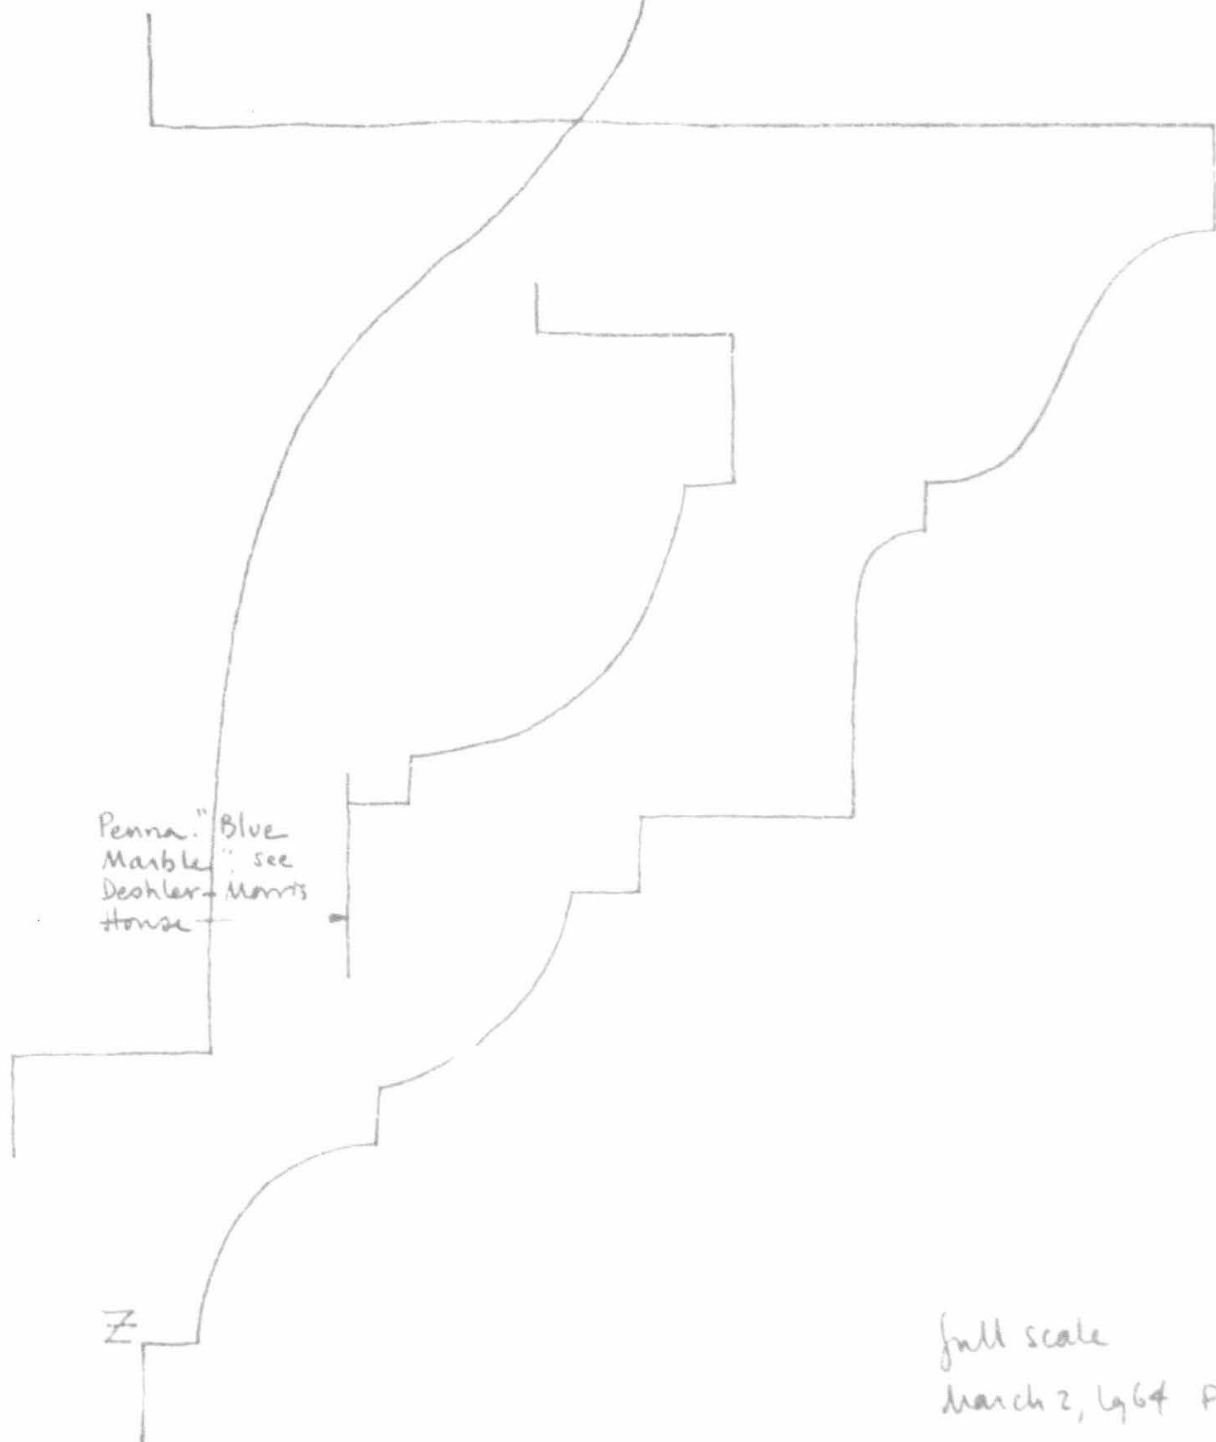 Penna. "Blue
Marble" see
Deshler-Morris
House
Z
full scale
March 2, 1964 P